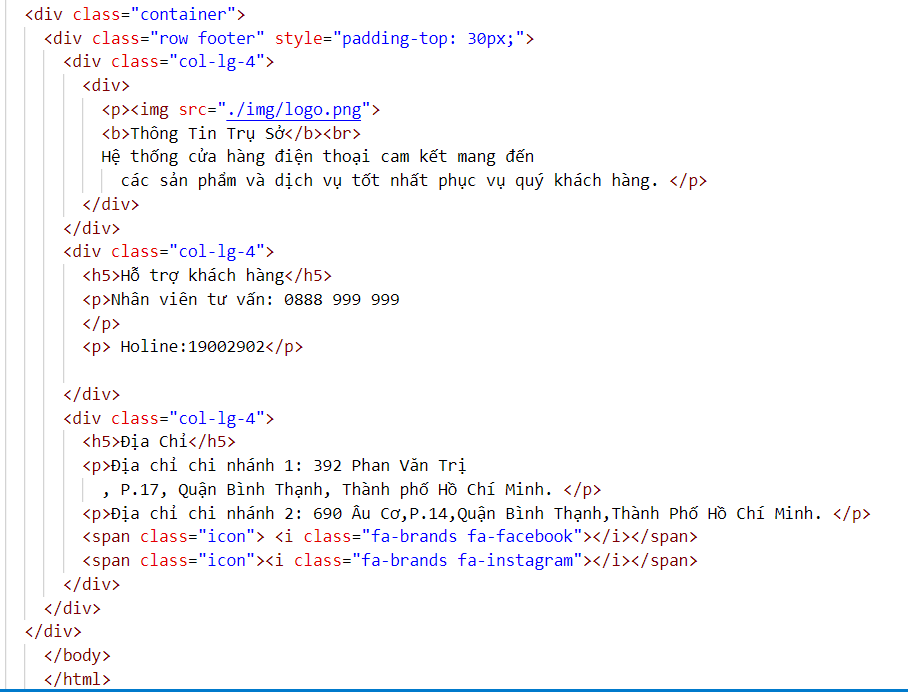 <div class="container">
<div class="row footer" style="padding-top: 30px;">
<div class="col-lg-4">
<div>
<p><img src="./img/logo.png">
<b>Thông Tin Trụ Sở</b><br>
Hệ thống cửa hàng điện thoại cam kết mang đến
các sản phẩm và dịch vụ tốt nhất phục vụ quý khách hàng. </p>
</div>
</div>
<div class="col-lg-4">
<h5>Hỗ trợ khách hàng</h5>
<p>Nhân viên tư vấn: 0888 999 999
</p>
<p> Holine:19002902</p>
</div>
<div class="col-lg-4">
<h5>Địa Chỉ</h5>
<p>Địa chỉ chi nhánh 1: 392 Phan Văn Trị
, P.17, Quận Bình Thạnh, Thành phố Hồ Chí Minh. </p>
<p>Địa chỉ chi nhánh 2: 690 Âu Cơ,P.14,Quận Bình Thạnh,Thành Phố Hồ Chí Minh. </p>
<span class="icon"> <i class="fa-brands fa-facebook"></i></span>
<span class="icon"><i class="fa-brands fa-instagram"></i></span>
</div>
</div>
</div>
</body>
</html>